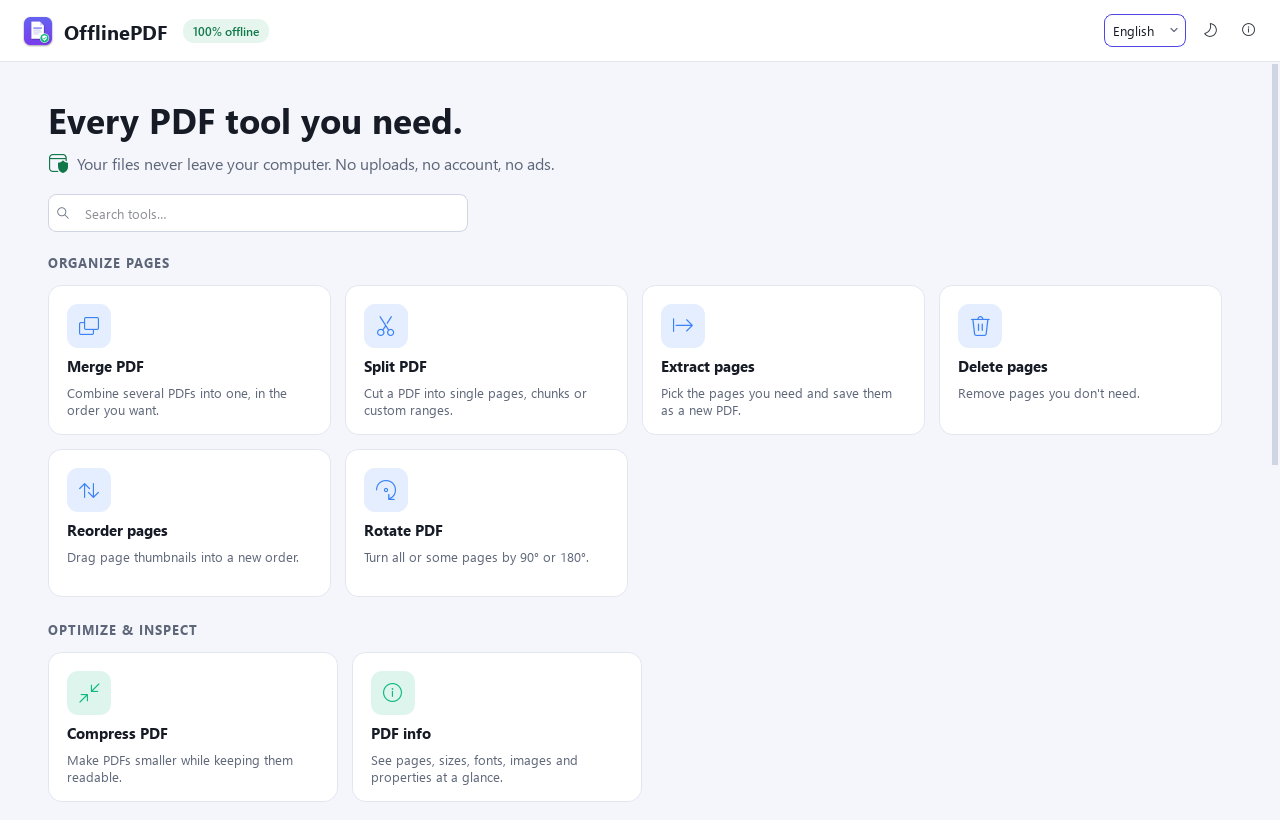 OfflinePDF
100% offline
English
Every PDF tool you need.
Your files never leave your computer. No uploads, no account, no ads.
Search tools...
ORGANIZE PAGES
Merge PDF
Combine several PDFs into one, in the
order you want.
Split PDF
Cut a PDF into single pages, chunks or
custom ranges.
Extract pages
Pick the pages you need and save them
as a new PDF.
Delete pages
Remove pages you don't need.
Reorder pages
Drag page thumbnails into a new order.
Rotate PDF
Turn all or some pages by 90° or 180°.
OPTIMIZE & INSPECT
Compress PDF
Make PDFs smaller while keeping them
readable.
PDF info
See pages, sizes, fonts, images and
properties at a glance.